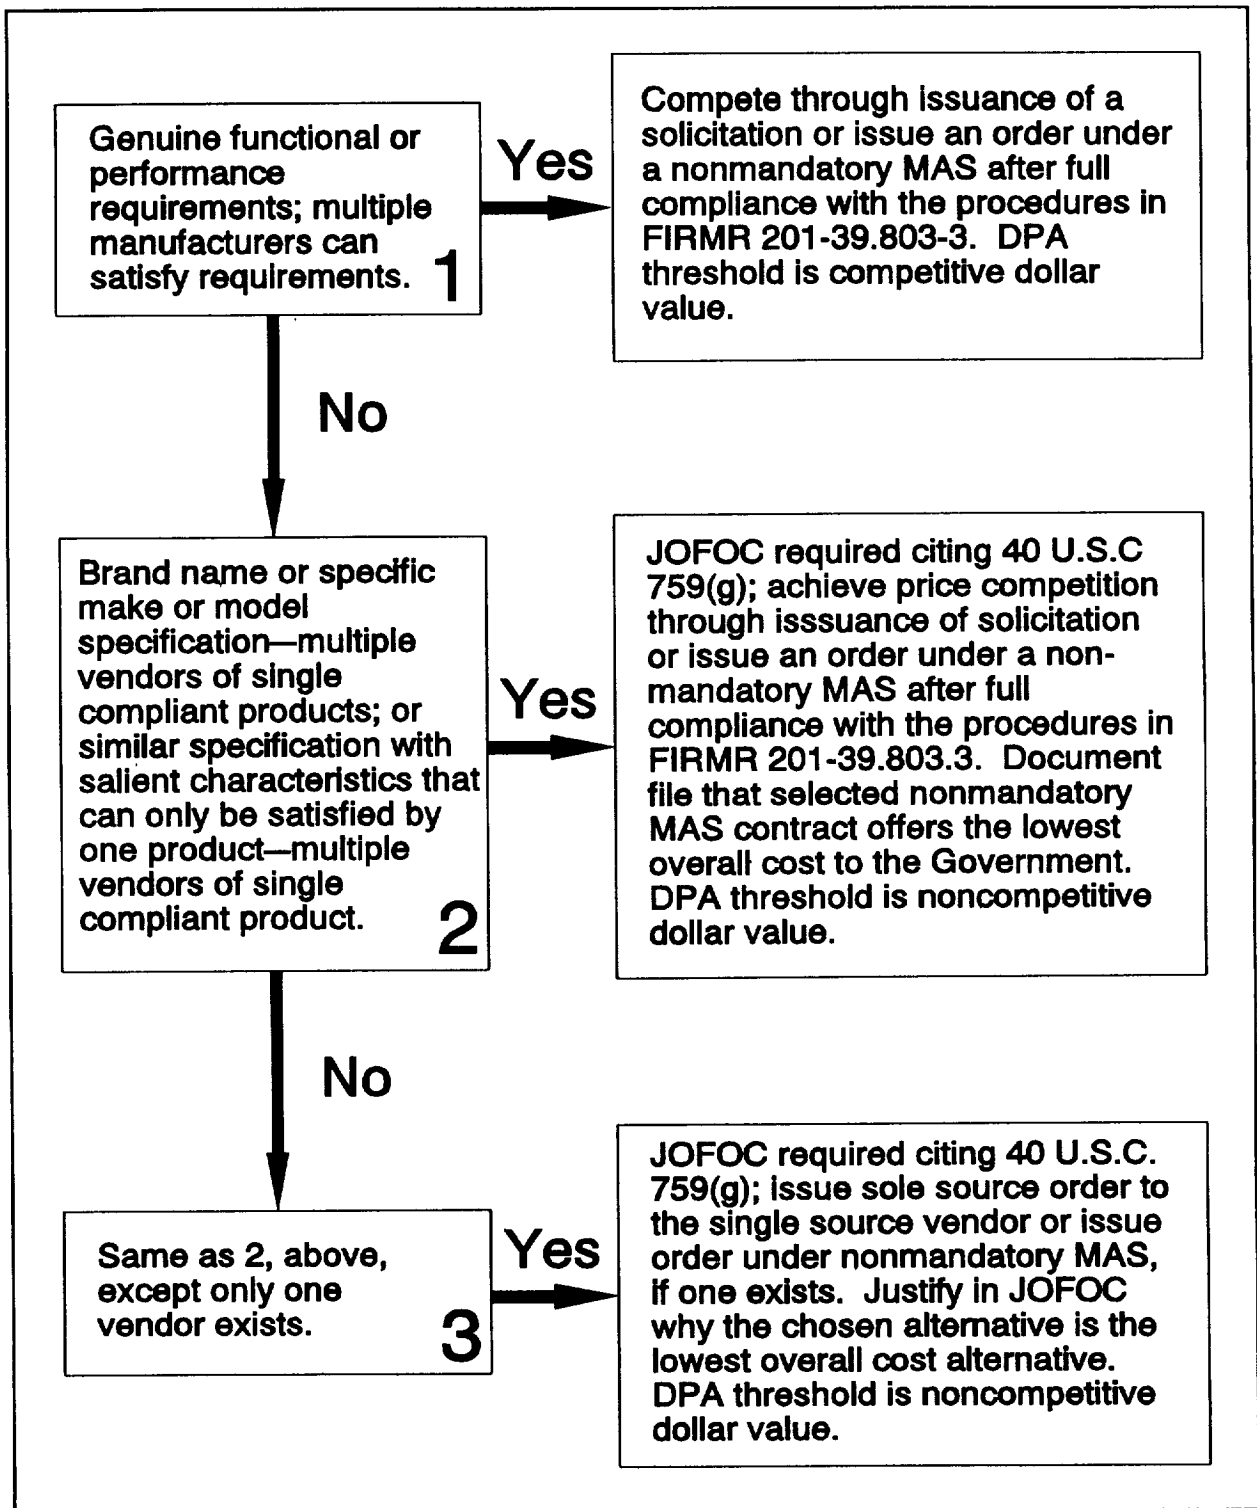 Genuine functional or
performance
requirements; multiple
manufacturers can
satisfy requirements.
1
Yes
Compete through issuance of a
solicitation or issue an order under
a nonmandatory MAS after full
compliance with the procedures in
FIRMR 201-39.803-3. DPA
threshold is competitive dollar
value.
No
Brand name or specific
make or model
specification—multiple
vendors of single
compliant products; or
similar specification with
salient characteristics that
can only be satisfied by
one product—multiple
vendors of single
compliant product.
2
Yes
JOFOC required citing 40 U.S.C
759(g); achieve price competition
through isssuance of solicitation
or issue an order under a non-
mandatory MAS after full
compliance with the procedures in
FIRMR 201-39.803.3. Document
file that selected nonmandatory
MAS contract offers the lowest
overall cost to the Government.
DPA threshold is noncompetitive
dollar value.
No
Same as 2, above,
except only one
vendor exists.
3
Yes
JOFOC required citing 40 U.S.C.
759(g); issue sole source order to
the single source vendor or issue
order under nonmandatory MAS,
if one exists. Justify in JOFOC
why the chosen alternative is the
lowest overall cost alternative.
DPA threshold is noncompetitive
dollar value.